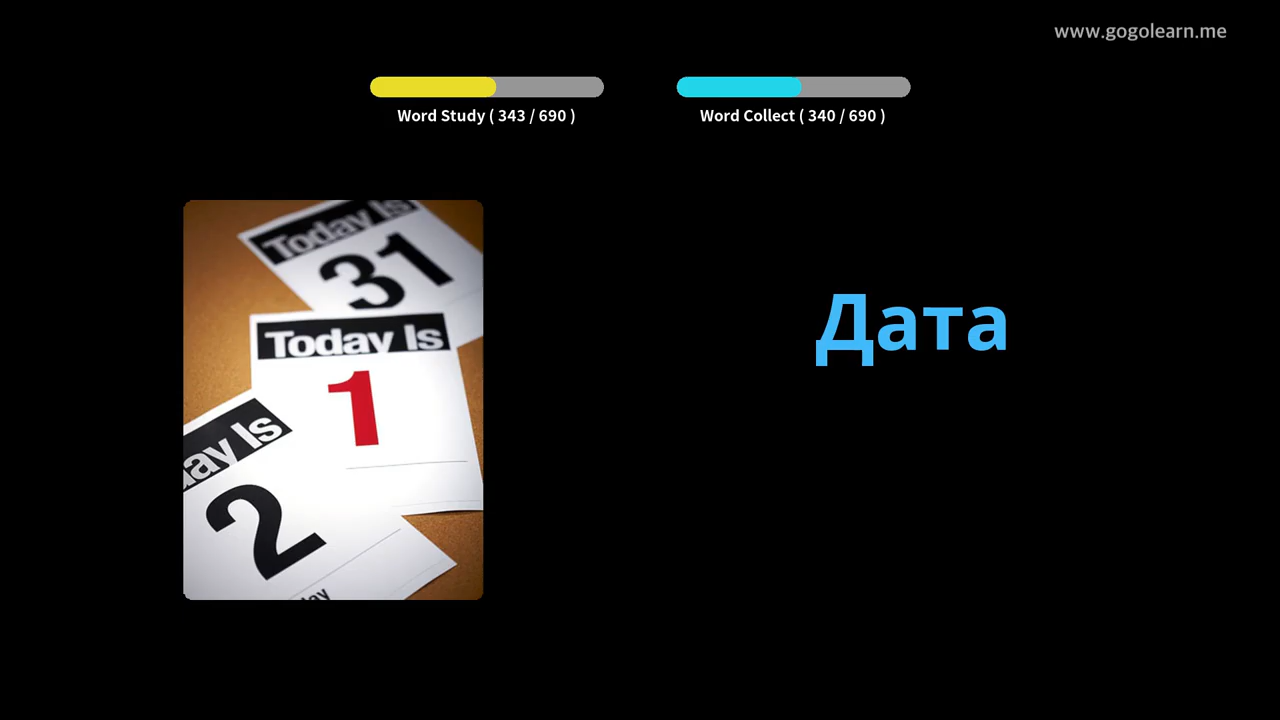 www.gogolearn.me
Word Study ( 343 / 690 )
Word Collect ( 340 / 690 )
Today Is
31
Today Is
1
ay Is
2
Дата